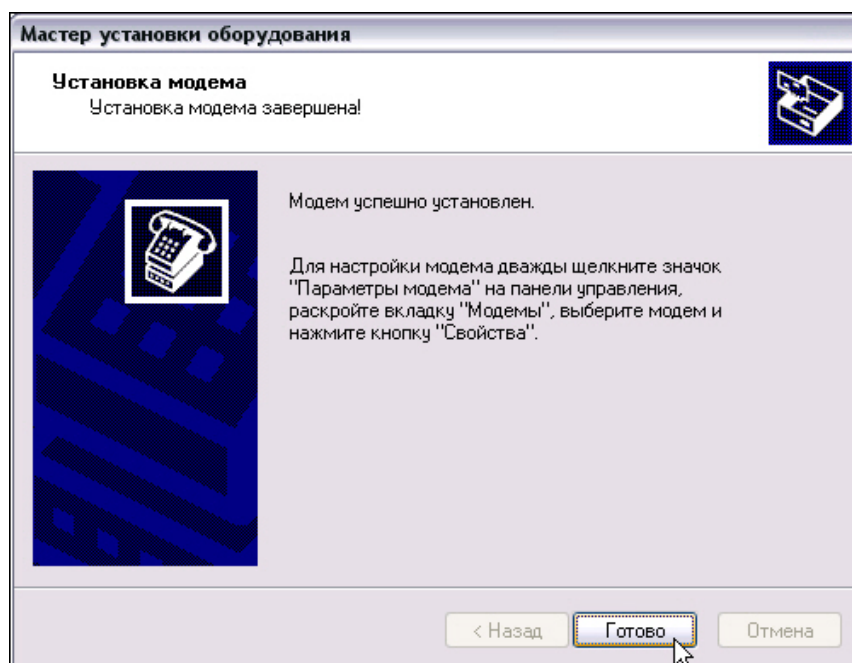 Мастер установки оборудования
Установка модема
Установка модема завершена!
Модем успешно установлен.
Для настройки модема дважды щелкните значок
"Параметры модема" на панели управления,
раскройте вкладку "Модемы", выберите модем и
нажмите кнопку "Свойства".
< Назад
Готово
Отмена